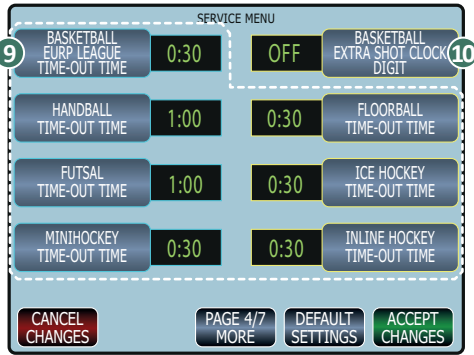 SERVICE MENU
9
BASKETBALL
EURP LEAGUE
TIME-OUT TIME
0:30
OFF
BASKETBALL
EXTRA SHOT CLOCK
DIGIT
10
HANDBALL
TIME-OUT TIME
1:00
0:30
FLOORBALL
TIME-OUT TIME
FUTSAL
TIME-OUT TIME
1:00
0:30
ICE HOCKEY
TIME-OUT TIME
MINIHOCKEY
TIME-OUT TIME
0:30
0:30
INLINE HOCKEY
TIME-OUT TIME
CANCEL
CHANGES
PAGE 4/7
MORE
DEFAULT
SETTINGS
ACCEPT
CHANGES